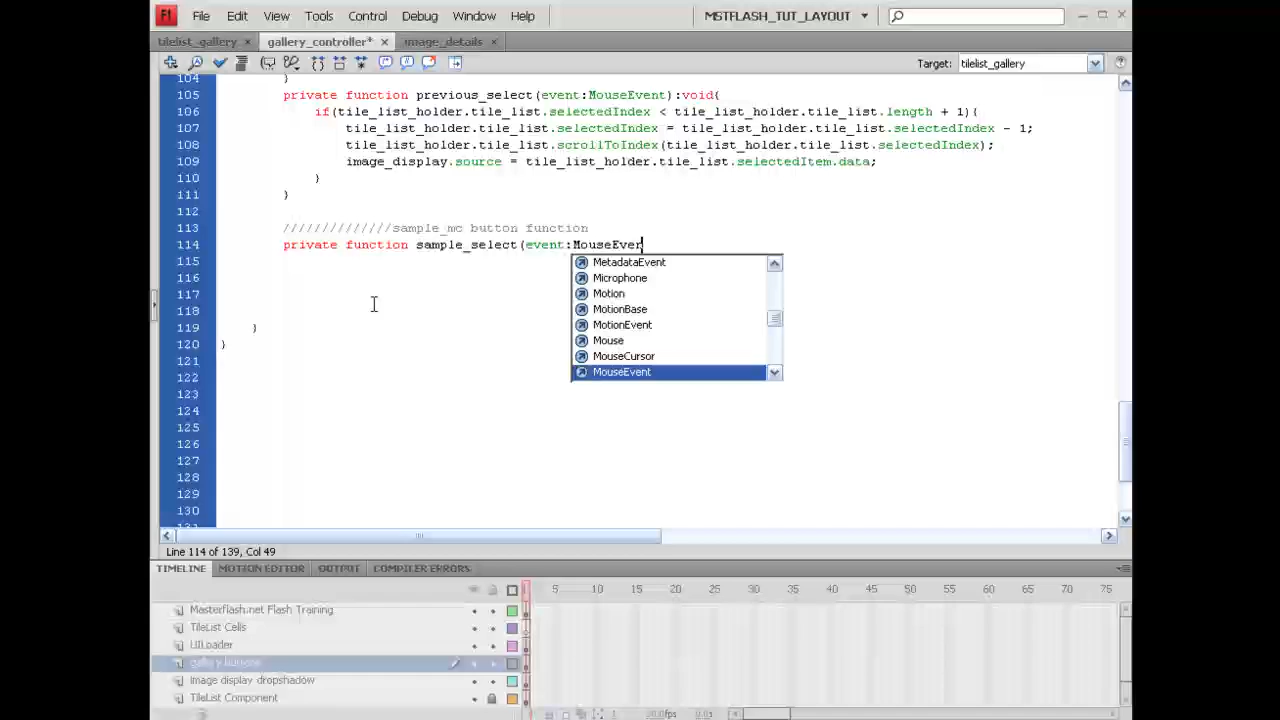 Fl File Edit View Tools Control Debug Window Help MSTFLASH_TUT_LAYOUT
tilelist_gallery × gallery_controller* × image_details ×
Target: tilelist_gallery
104 }
105 private function previous_select(event:MouseEvent):void{
106 if(tile_list_holder.tile_list.selectedIndex < tile_list_holder.tile_list.length + 1){
107 tile_list_holder.tile_list.selectedIndex = tile_list_holder.tile_list.selectedIndex - 1;
108 tile_list_holder.tile_list.scrollToIndex(tile_list_holder.tile_list.selectedIndex);
109 image_display.source = tile_list_holder.tile_list.selectedItem.data;
110 }
111 }
112
113 //////////////sample_mc button function
114 private function sample_select(event:MouseEven
115 MetadataEvent
116 Microphone
117 Motion
118 MotionBase
119 } MotionEvent
120 } Mouse
121 MouseCursor
122 MouseEvent
123
124
125
126
127
128
129
130
131
Line 114 of 139, Col 49
TIMELINE MOTION EDITOR OUTPUT COMPILER ERRORS
5 10 15 20 25 30 35 40 45 50 55 60 65 70 75
Masterflash.net Flash Training
TileList Cells
UILoader
gallery buttons
Image display dropshadow
TileList Component